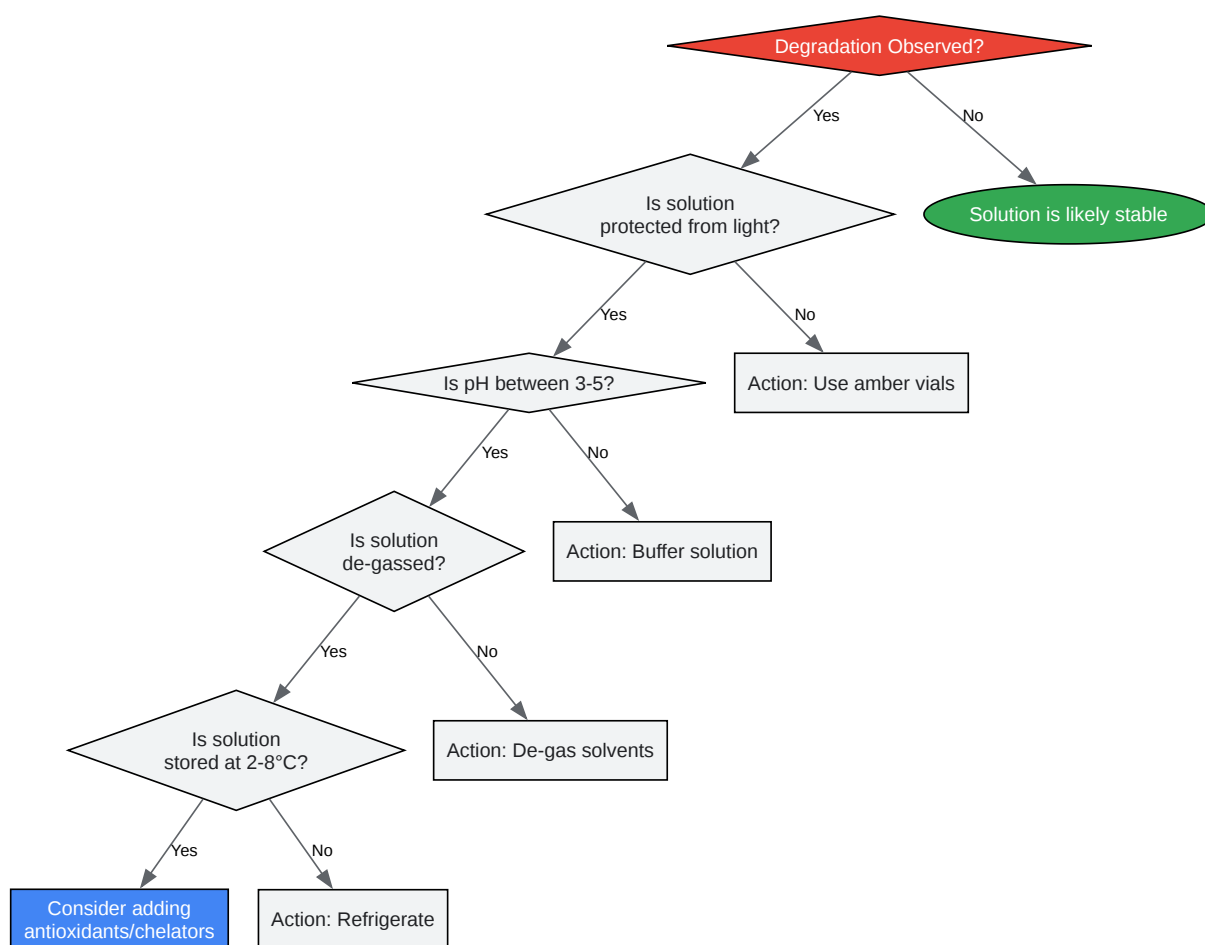 Degradation Observed?
Yes
No
Is solution
protected from light?
Solution is likely stable
Yes
No
Is pH between 3-5?
Action: Use amber vials
Yes
No
Is solution
de-gassed?
Action: Buffer solution
Yes
No
Is solution
stored at 2-8°C?
Action: De-gas solvents
Yes
No
Consider adding
antioxidants/chelators
Action: Refrigerate